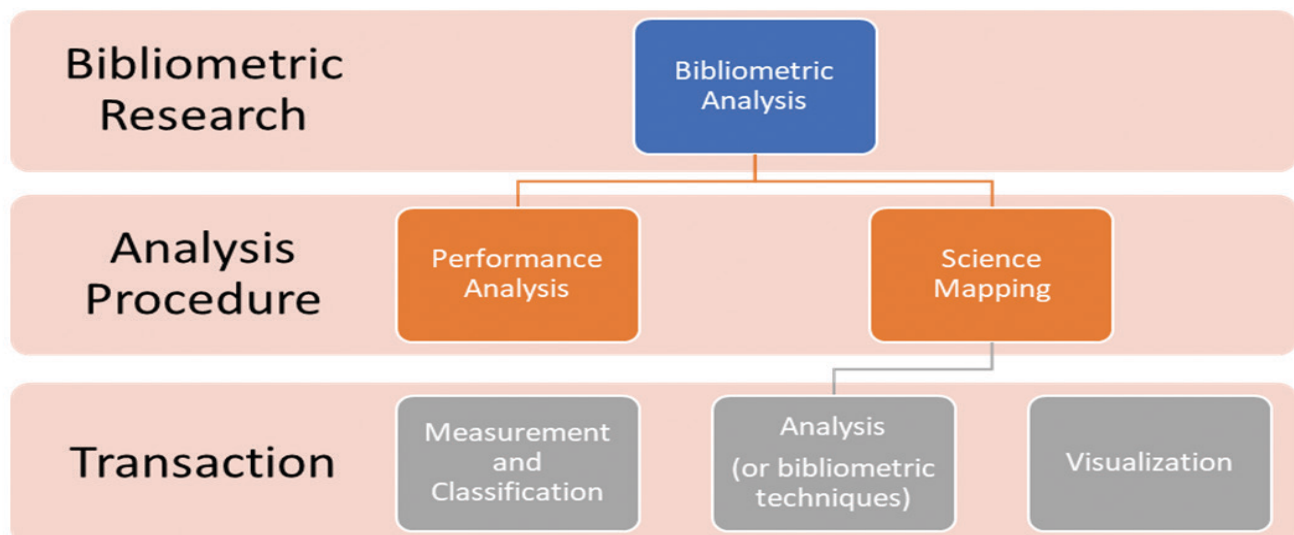 Bibliometric
Research
Bibliometric
Analysis
Analysis
Procedure
Performance
Analysis
Science
Mapping
Transaction
Measurement
and
Classification
Analysis
(or bibliometric
techniques)
Visualization